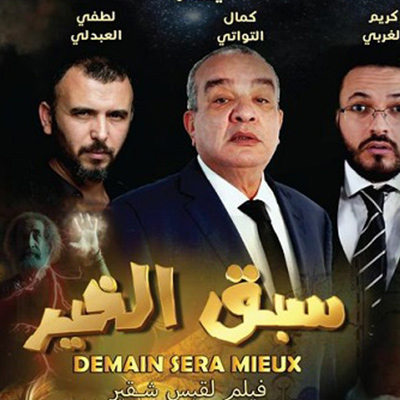 لطفي كمال كريم
العبدلي التواتي لغربي
سبق الخير
DEMAIN SERA MIEUX
فيلم لقيس شقير